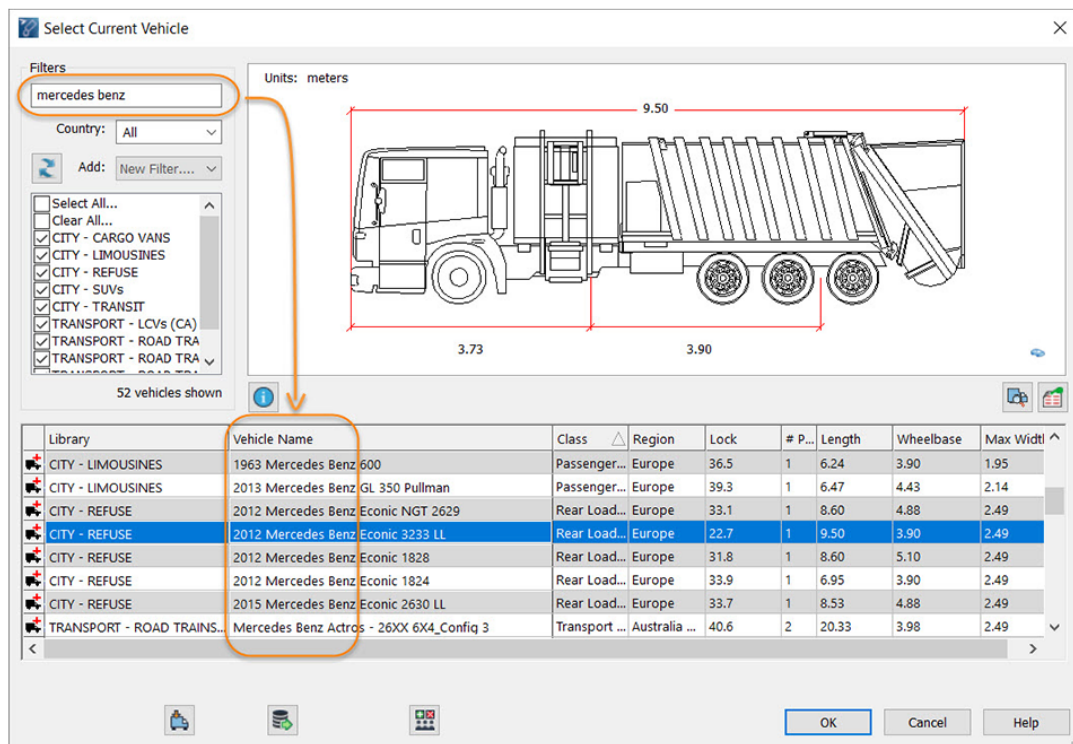 Select Current Vehicle
Filters
mercedes benz
Country: All
Add: New Filter....
Select All...
Clear All...
CITY - CARGO VANS
CITY - LIMOUSINES
CITY - REFUSE
CITY - SUVs
CITY - TRANSIT
TRANSPORT - LCVs (CA)
TRANSPORT - ROAD TRA
TRANSPORT - ROAD TRA
52 vehicles shown
Units: meters
9.50
3.73 3.90
Library Vehicle Name Class Region Lock # P... Length Wheelbase Max Widtl
CITY - LIMOUSINES 1963 Mercedes Benz 600 Passenger... Europe 36.5 1 6.24 3.90 1.95
CITY - LIMOUSINES 2013 Mercedes Benz GL 350 Pullman Passenger... Europe 39.3 1 6.47 4.43 2.14
CITY - REFUSE 2012 Mercedes Benz Econic NGT 2629 Rear Load... Europe 33.1 1 8.60 4.88 2.49
CITY - REFUSE 2012 Mercedes Benz Econic 3233 LL Rear Load... Europe 22.7 1 9.50 3.90 2.49
CITY - REFUSE 2012 Mercedes Benz Econic 1828 Rear Load... Europe 31.8 1 8.60 5.10 2.49
CITY - REFUSE 2012 Mercedes Benz Econic 1824 Rear Load... Europe 33.9 1 6.95 3.90 2.49
CITY - REFUSE 2015 Mercedes Benz Econic 2630 LL Rear Load... Europe 33.7 1 8.53 4.88 2.49
TRANSPORT - ROAD TRAINS... Mercedes Benz Actros - 26XX 6X4_Config 3 Transport ... Australia ... 40.6 2 20.33 3.98 2.49
OK Cancel Help